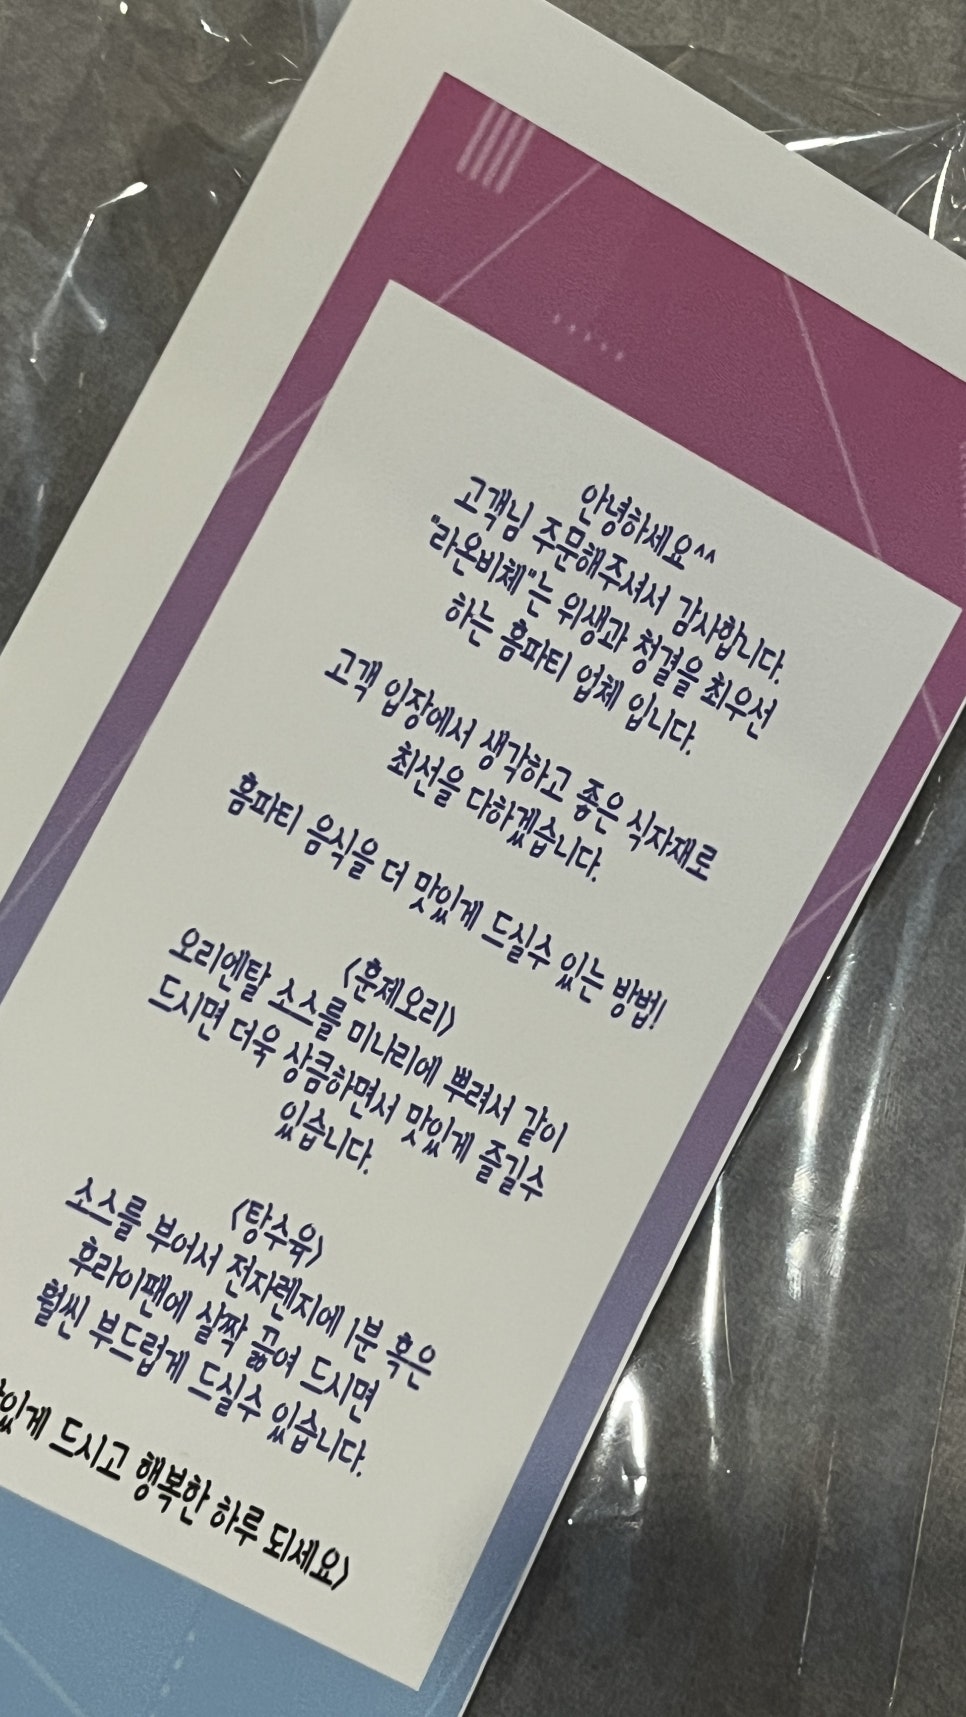 안녕하세요^^
고객님 주문해주셔서 감사합니다.
"라온비체"는 위생과 청결을 최우선
하는 홈파티 업체 입니다.
고객 입장에서 생각하고 좋은 식자재로
최선을 다하겠습니다.
홈파티 음식을 더 맛있게 드실수 있는 방법!
<훈제오리>
오리엔탈 소스를 미나리에 뿌려서 같이
드시면 더욱 상큼하면서 맛있게 즐길수
있습니다.
<탕수육>
소스를 부어서 전자렌지에 1분 혹은
후라이팬에 살짝 끓여 드시면
훨씬 부드럽게 드실수 있습니다.
드시고 행복한 하루 되세요>